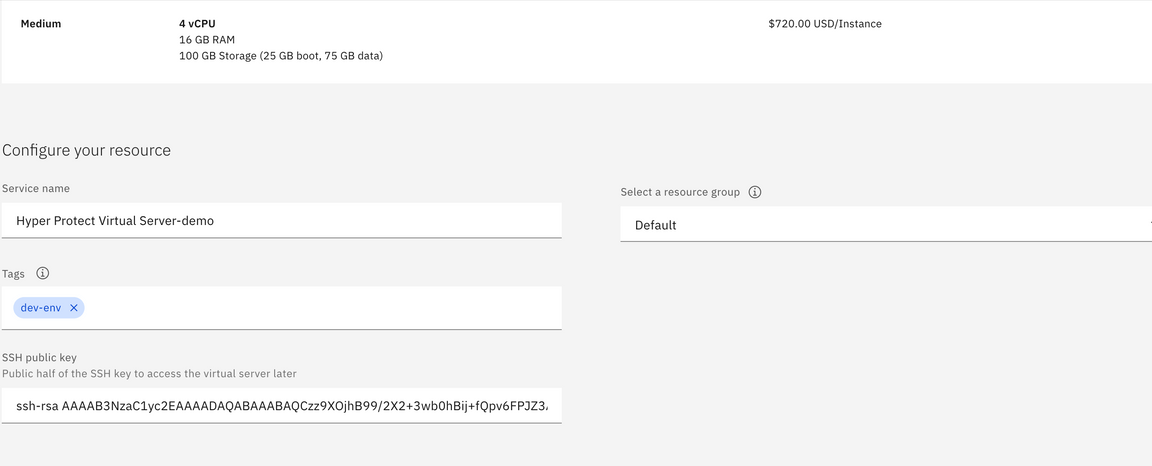 Medium 4 vCPU $720.00 USD/Instance
16 GB RAM
100 GB Storage (25 GB boot, 75 GB data)
Configure your resource
Service name
Hyper Protect Virtual Server-demo
Select a resource group
Default
Tags
dev-env
SSH public key
Public half of the SSH key to access the virtual server later
ssh-rsa AAAAB3NzaC1yc2EAAAADAQABAAABAQCzz9XOjhB99/2X2+3wb0hBij+fQpv6FPJZ3